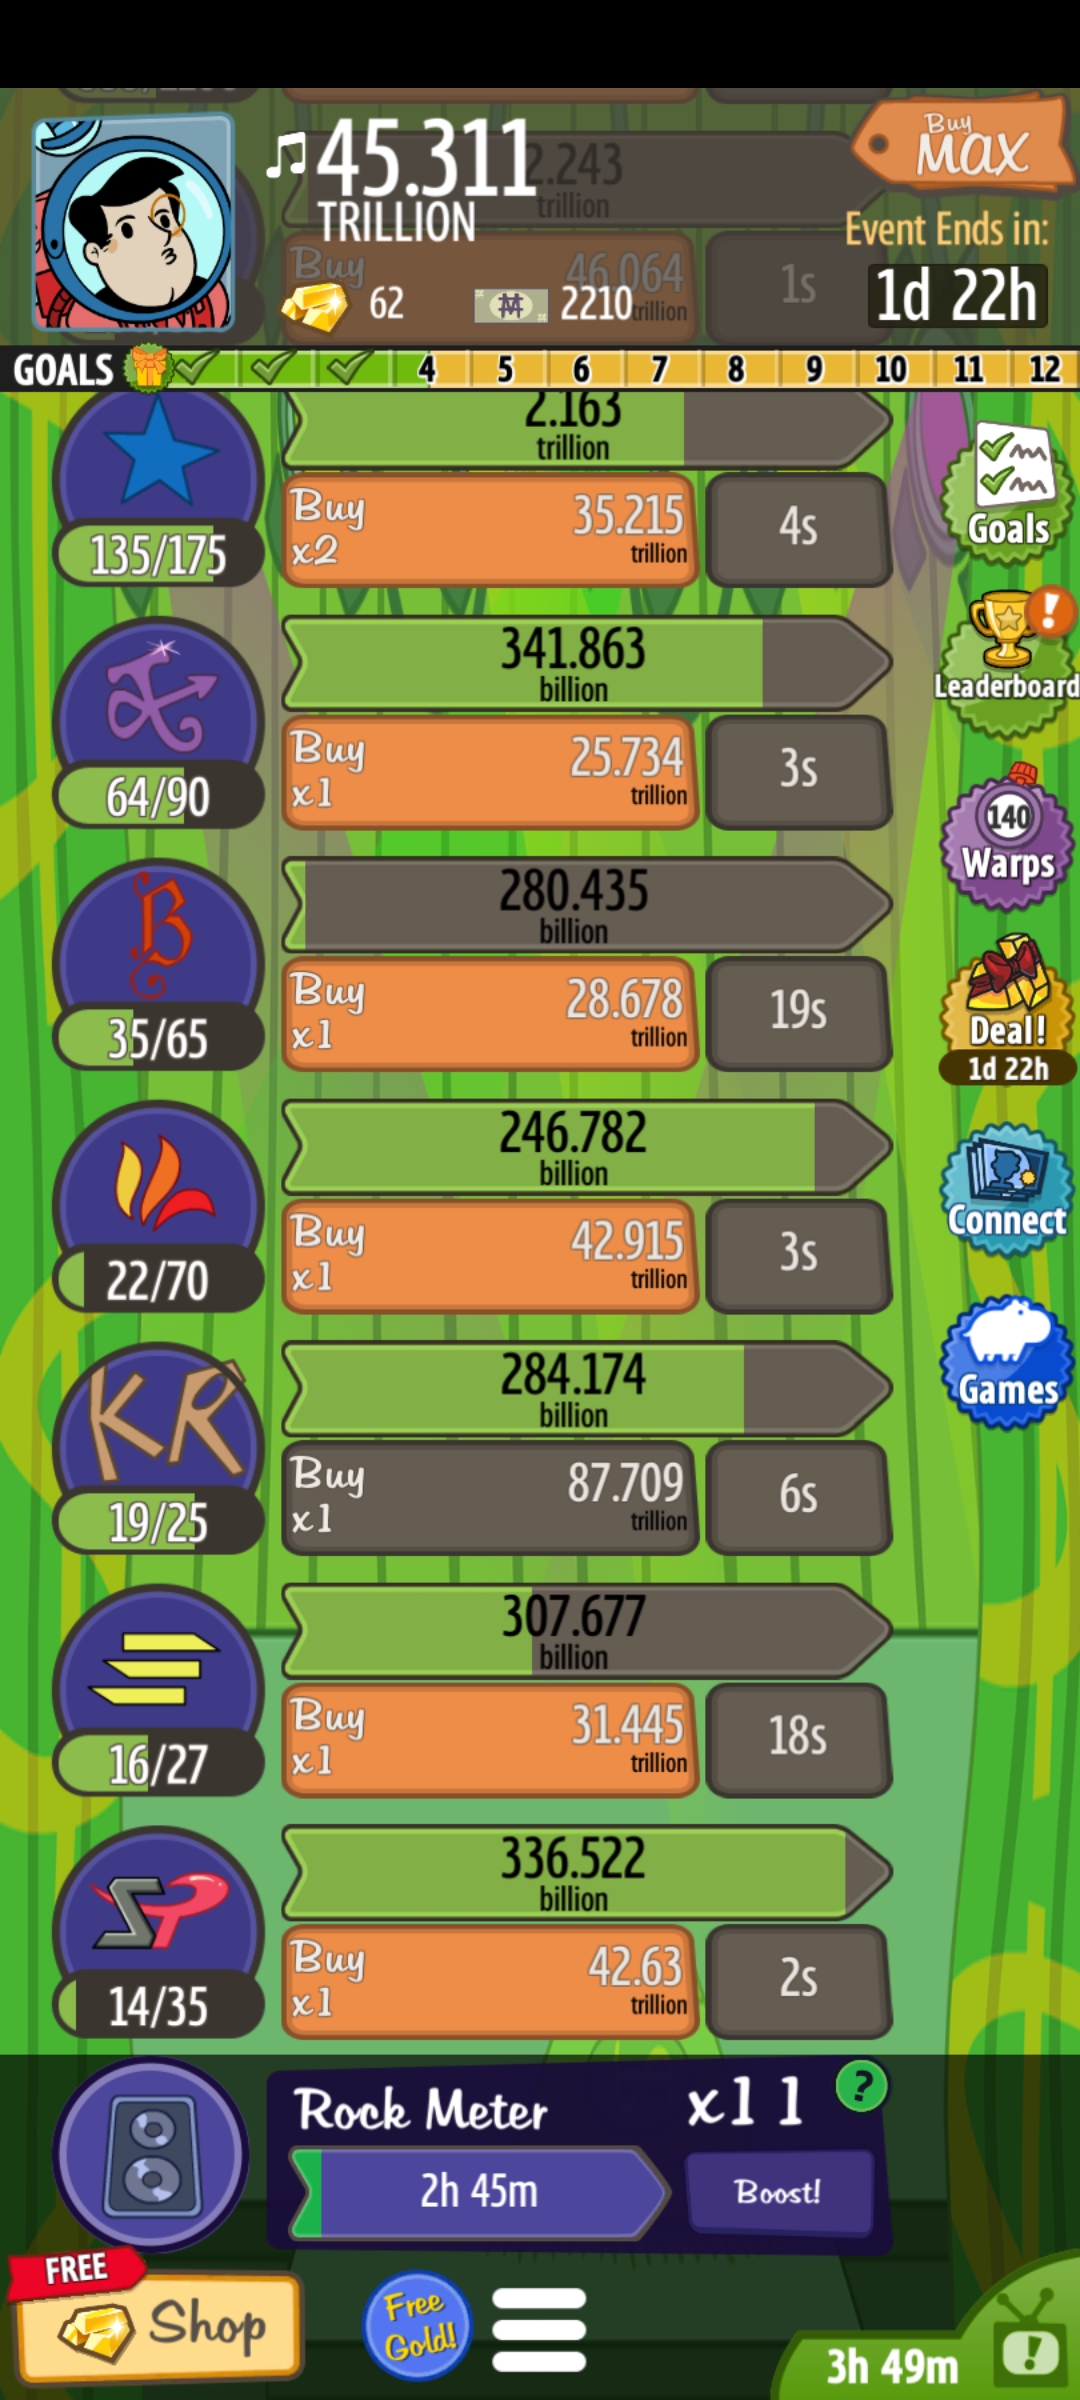 ♫45.311
TRILLION
2.243
trillion
Buy
MAX
Event Ends in:
1d 22h
Buy
46.064
trillion
1s
62
2210
GOALS 4 5 6 7 8 9 10 11 12
2.163
trillion
Buy
x2
35.215
trillion
4s
135/175
Goals
341.863
billion
Buy
x1
25.734
trillion
3s
64/90
!
Leaderboard
140
Warps
B
280.435
billion
Buy
x1
28.678
trillion
19s
35/65
Deal!
1d 22h
246.782
billion
Buy
x1
42.915
trillion
3s
22/70
Connect
KR
284.174
billion
Buy
x1
87.709
trillion
6s
19/25
Games
307.677
billion
Buy
x1
31.445
trillion
18s
16/27
SP
336.522
billion
Buy
x1
42.63
trillion
2s
14/35
Rock Meter
x11
?
2h 45m
Boost!
FREE
Shop
Free
Gold!
3h 49m
!